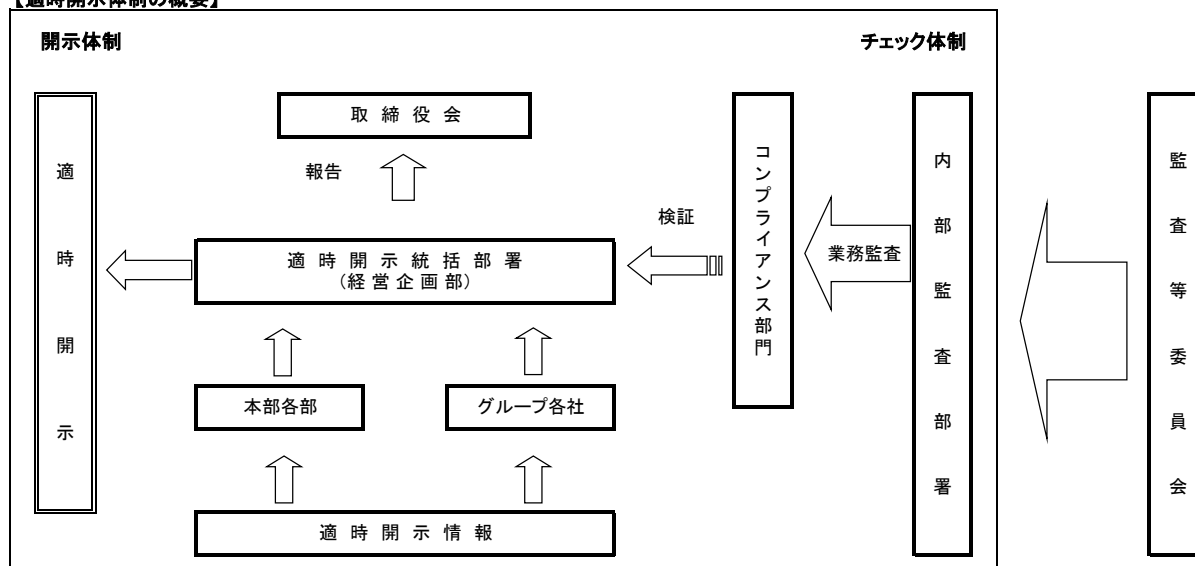 【適時開示体制の概要】
開示体制
チェック体制
適時開示
取締役会
報告
適時開示統括部署
(経営企画部)
検証
コンプライアンス部門
業務監査
内部監査部署
監査等委員会
本部各部
グループ各社
適時開示情報